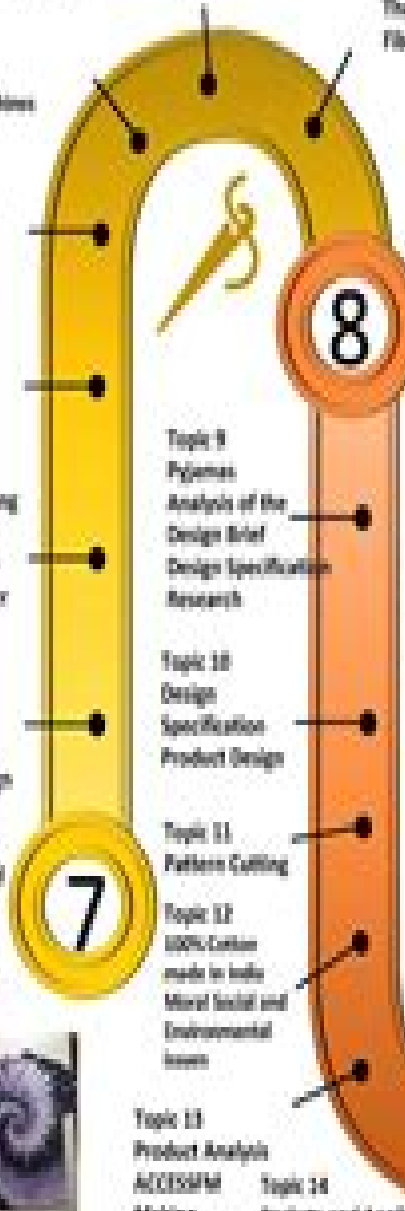 8
Topic 9
Pyjamas
Analysis of the
Design Brief
Design Specification
Research
Topic 10
Design
Specification
Product Design
Topic 11
Pattern Cutting
7
Topic 12
100% Cotton
made in India
Moral Social and
Environmental
Issues
Topic 13
Product Analysis
ACCESSFM Topic 14
Making